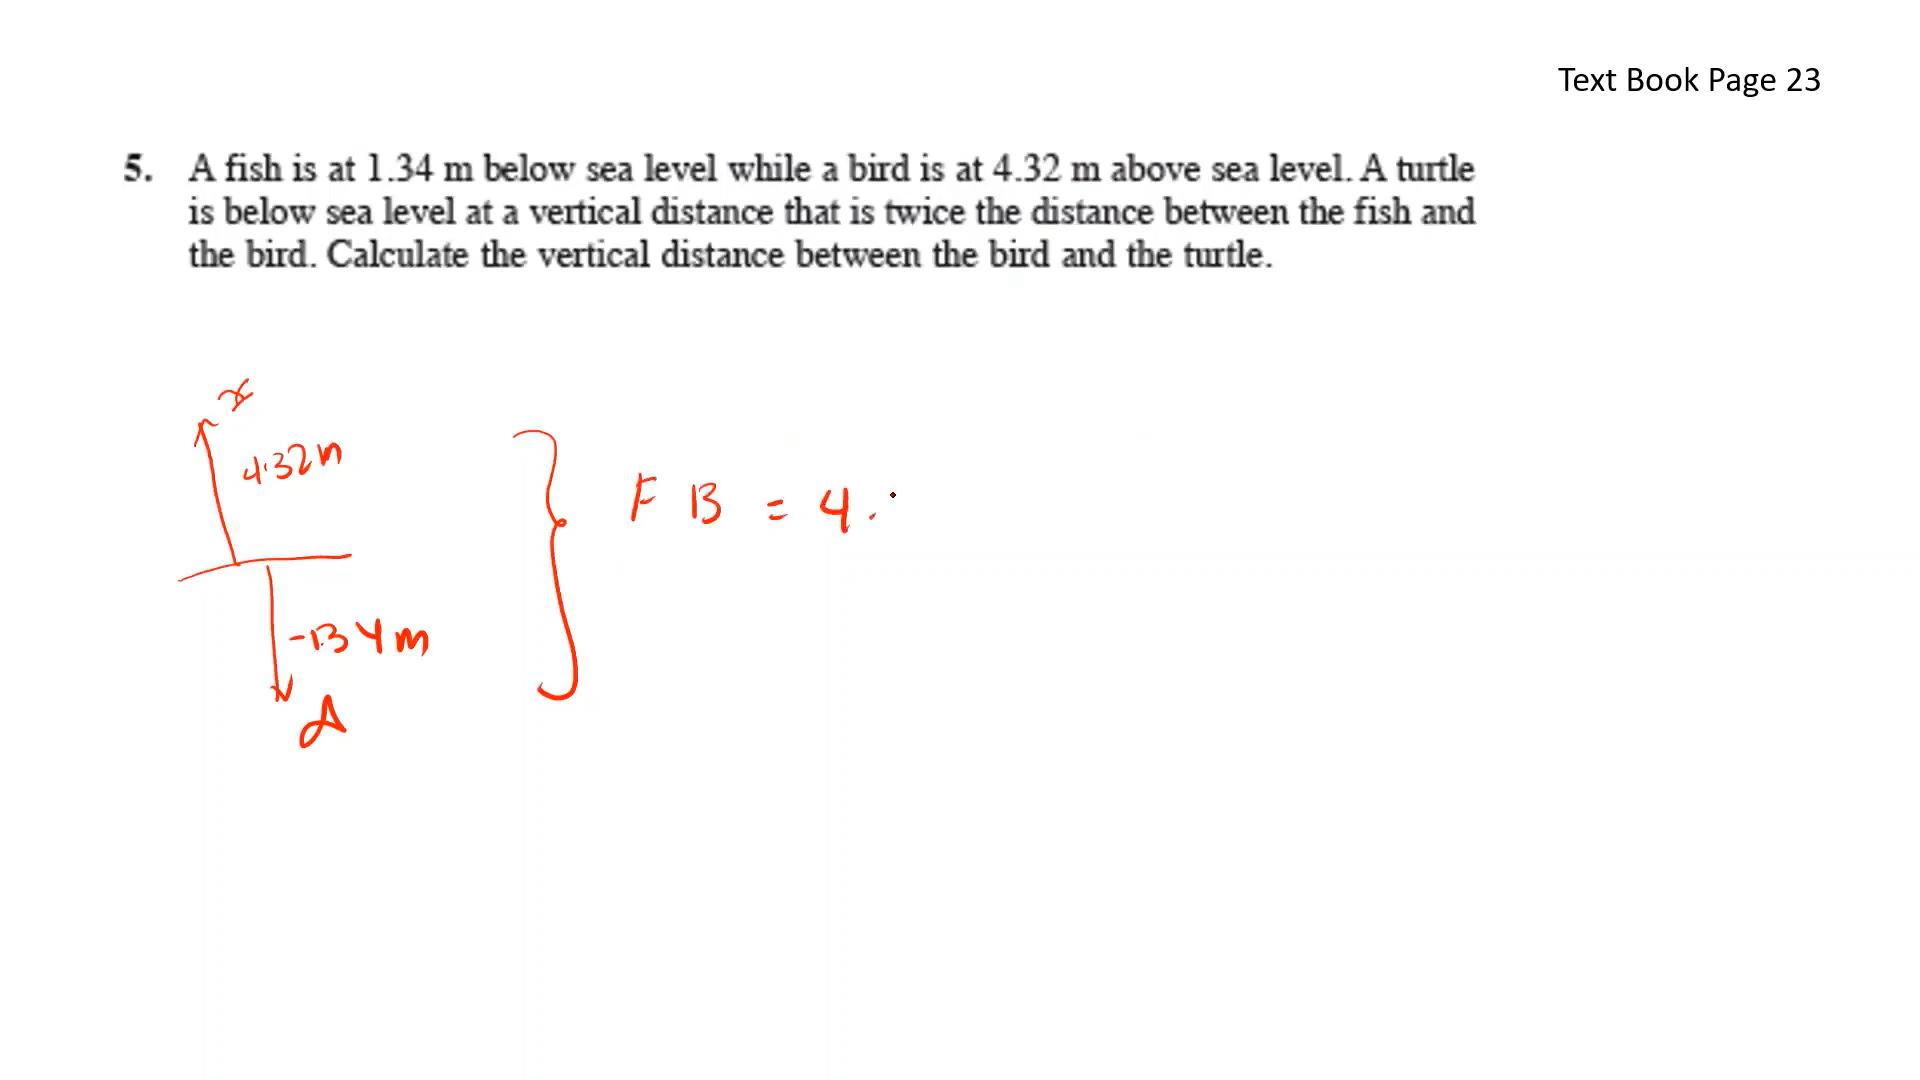 Text Book Page 23
5. A fish is at 1.34 m below sea level while a bird is at 4.32 m above sea level. A turtle
is below sea level at a vertical distance that is twice the distance between the fish and
the bird. Calculate the vertical distance between the bird and the turtle.
4.32m
F B = 4.
-1.34m